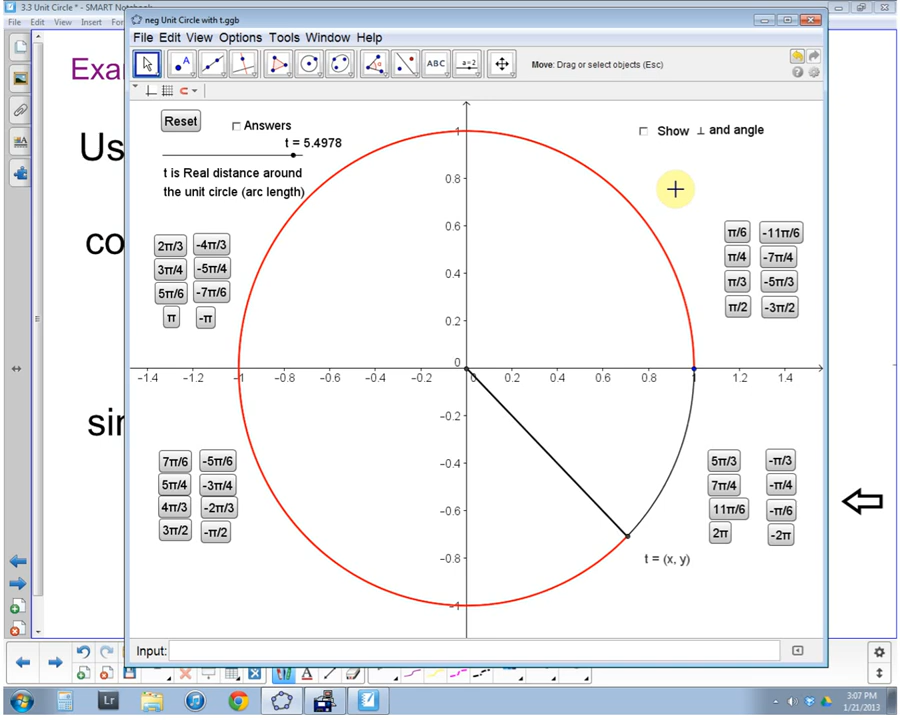 3.3 Unit Circle * - SMART Notebook
File Edit View Insert For
neg Unit Circle with t.ggb
File Edit View Options Tools Window Help
ABC
a=2
Move: Drag or select objects (Esc)
Exa
Us
co
sin
Reset
Answers
t = 5.4978
t is Real distance around
the unit circle (arc length)
Show ⊥ and angle
2π/3 -4π/3
3π/4 -5π/4
5π/6 -7π/6
π -π
π/6 -11π/6
π/4 -7π/4
π/3 -5π/3
π/2 -3π/2
1
0.8
0.6
0.4
0.2
0
-1.4 -1.2 -1 -0.8 -0.6 -0.4 -0.2 0 0.2 0.4 0.6 0.8 1 1.2 1.4
-0.2
-0.4
-0.6
-0.8
-1
7π/6 -5π/6
5π/4 -3π/4
4π/3 -2π/3
3π/2 -π/2
5π/3 -π/3
7π/4 -π/4
11π/6 -π/6
2π -2π
t = (x, y)
Input:
A
Lr
3:07 PM
1/21/2013